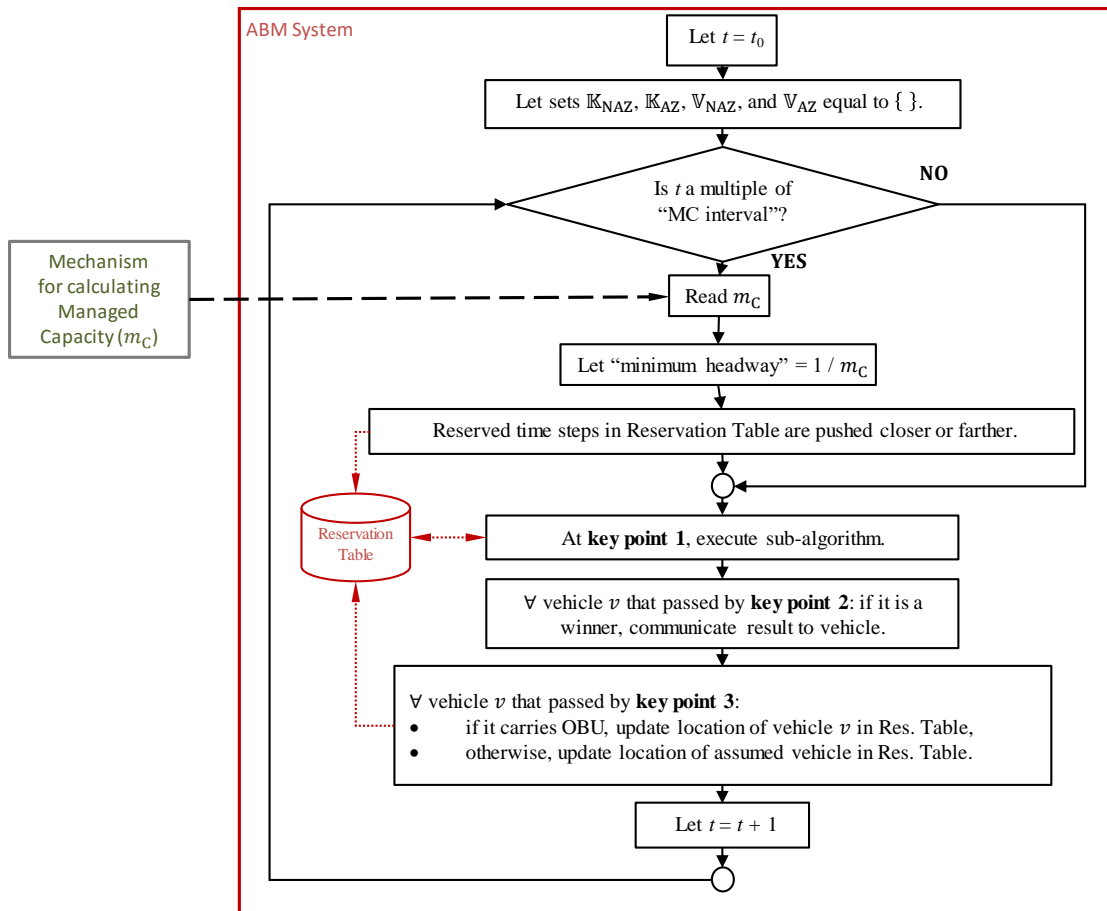 ABM System
Let t = t₀
Let sets 𝕂NAZ, 𝕂AZ, 𝕍NAZ, and 𝕍AZ equal to { }.
NO
Is t a multiple of
“MC interval”?
YES
Mechanism
for calculating
Managed
Capacity (mC)
Read mC
Let “minimum headway” = 1 / mC
Reserved time steps in Reservation Table are pushed closer or farther.
Reservation
Table
At key point 1, execute sub-algorithm.
∀ vehicle v that passed by key point 2: if it is a
winner, communicate result to vehicle.
∀ vehicle v that passed by key point 3:
• if it carries OBU, update location of vehicle v in Res. Table,
• otherwise, update location of assumed vehicle in Res. Table.
Let t = t + 1